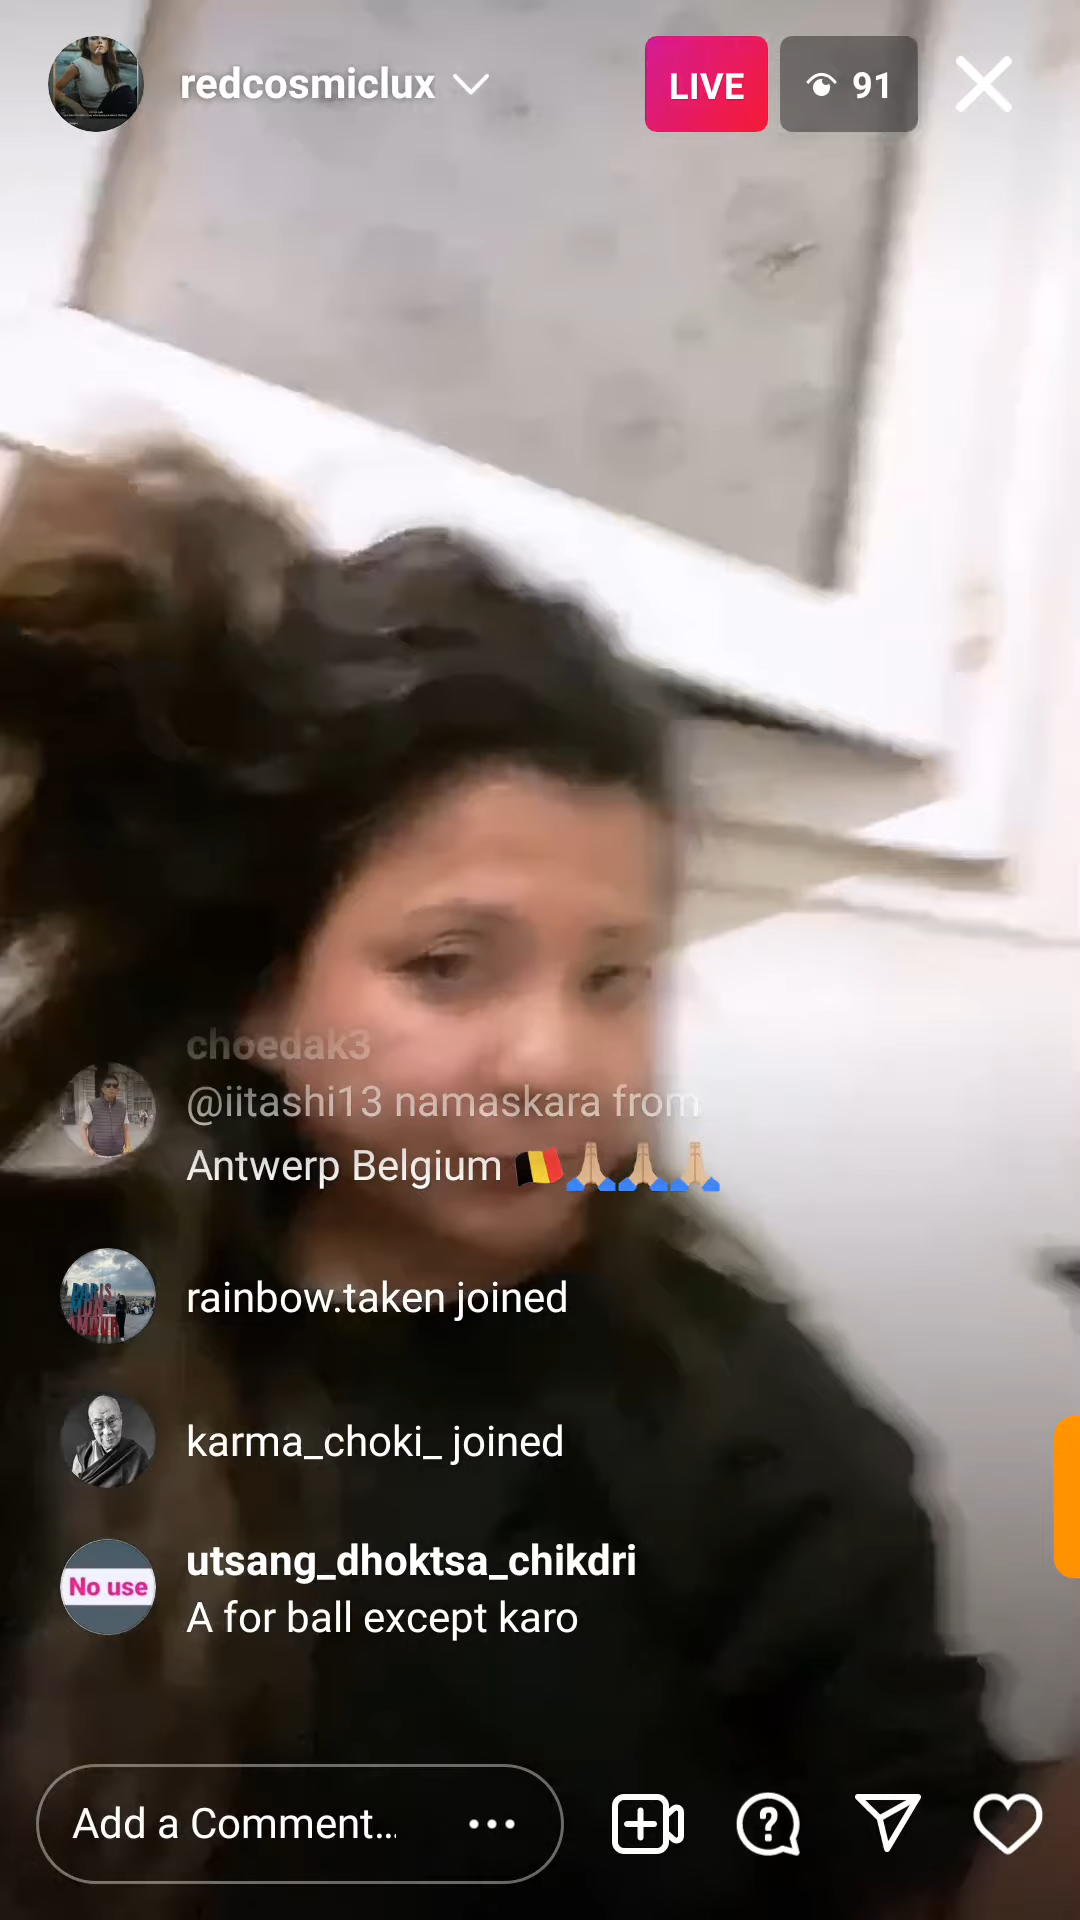 redcosmiclux
LIVE
91
choedak3
@iitashi13 namaskara from
Antwerp Belgium 🇧🇪🙏🏼🙏🏼🙏🏼
rainbow.taken joined
karma_choki_ joined
No use
utsang_dhoktsa_chikdri
A for ball except karo
Add a Comment...